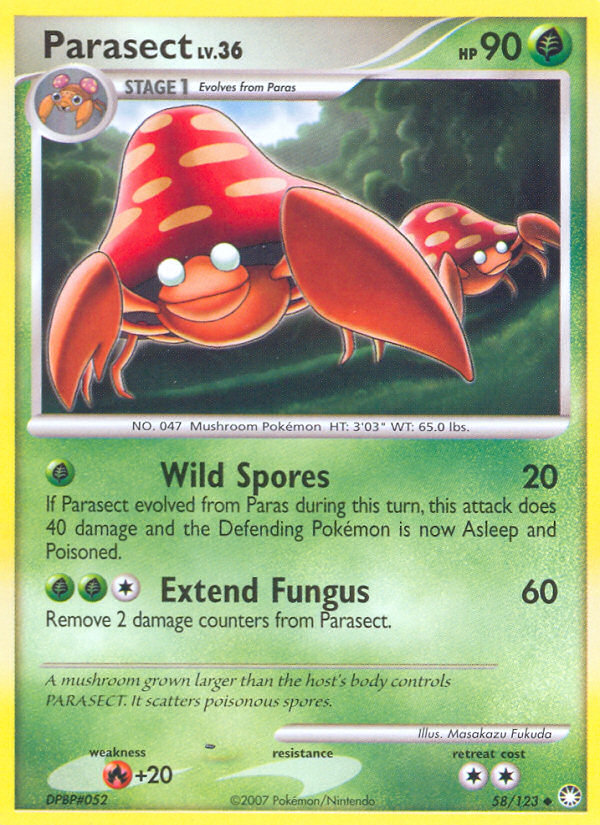 Parasect LV.36
HP 90
STAGE 1 Evolves from Paras
NO. 047 Mushroom Pokémon HT: 3'03" WT: 65.0 lbs.
Wild Spores 20
If Parasect evolved from Paras during this turn, this attack does
40 damage and the Defending Pokémon is now Asleep and
Poisoned.
Extend Fungus 60
Remove 2 damage counters from Parasect.
A mushroom grown larger than the host's body controls
PARASECT. It scatters poisonous spores.
Illus. Masakazu Fukuda
weakness resistance retreat cost
+20
DPBP#052 ©2007 Pokémon/Nintendo 58/123